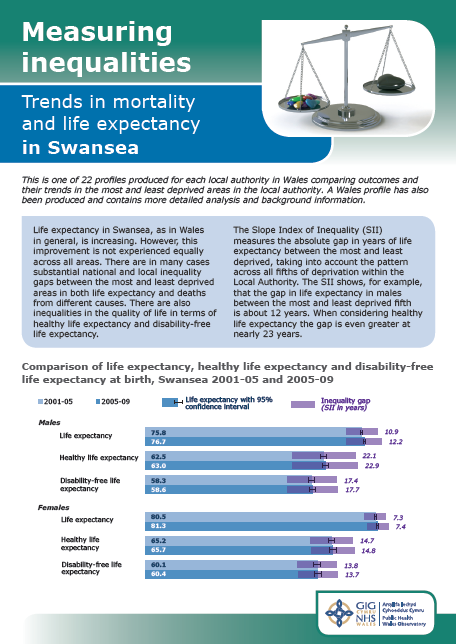 Measuring
inequalities
Trends in mortality
and life expectancy
in Swansea
This is one of 22 profiles produced for each local authority in Wales comparing outcomes and
their trends in the most and least deprived areas in the local authority. A Wales profile has also
been produced and contains more detailed analysis and background information.
Life expectancy in Swansea, as in Wales
in general, is increasing. However, this
improvement is not experienced equally
across all areas. There are in many cases
substantial national and local inequality
gaps between the most and least deprived
areas in both life expectancy and deaths
from different causes. There are also
inequalities in the quality of life in terms of
healthy life expectancy and disability-free
life expectancy.
The Slope Index of Inequality (SII)
measures the absolute gap in years of life
expectancy between the most and least
deprived, taking into account the pattern
across all fifths of deprivation within the
Local Authority. The SII shows, for example,
that the gap in life expectancy in males
between the most and least deprived fifth
is about 12 years. When considering healthy
life expectancy the gap is even greater at
nearly 23 years.
Comparison of life expectancy, healthy life expectancy and disability-free
life expectancy at birth, Swansea 2001-05 and 2005-09
2001-05
2005-09
Life expectancy with 95%
confidence interval
Inequality gap
(SII in years)
Males
Life expectancy
75.8
10.9
76.7
12.2
Healthy life expectancy
62.5
22.1
63.0
22.9
Disability-free life
expectancy
58.3
17.4
58.6
17.7
Females
Life expectancy
80.5
7.3
81.3
7.4
Healthy life
expectancy
65.2
14.7
65.7
14.8
Disability-free life
expectancy
60.1
13.8
60.4
13.7
GIG
CYMRU
NHS
WALES
Arsyllfa Iechyd
Cyhoeddus Cymru
Public Health
Wales Observatory